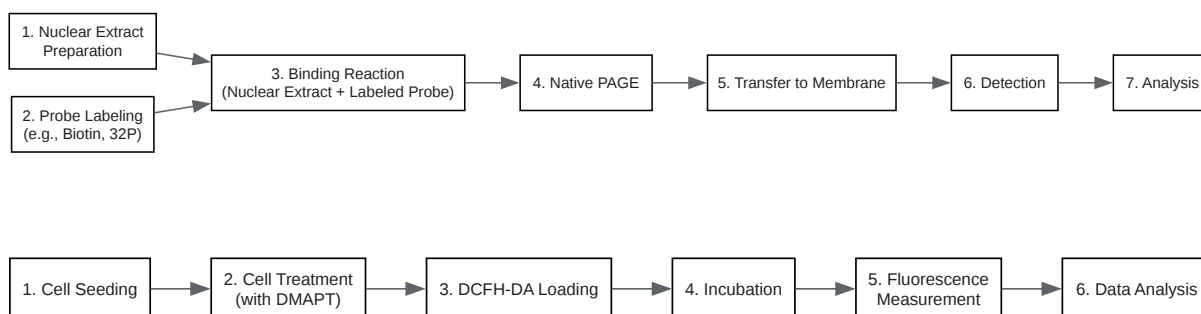 1. Nuclear Extract
Preparation
2. Probe Labeling
(e.g., Biotin, 32P)
3. Binding Reaction
(Nuclear Extract + Labeled Probe)
4. Native PAGE
5. Transfer to Membrane
6. Detection
7. Analysis
1. Cell Seeding
2. Cell Treatment
(with DMAPT)
3. DCFH-DA Loading
4. Incubation
5. Fluorescence
Measurement
6. Data Analysis